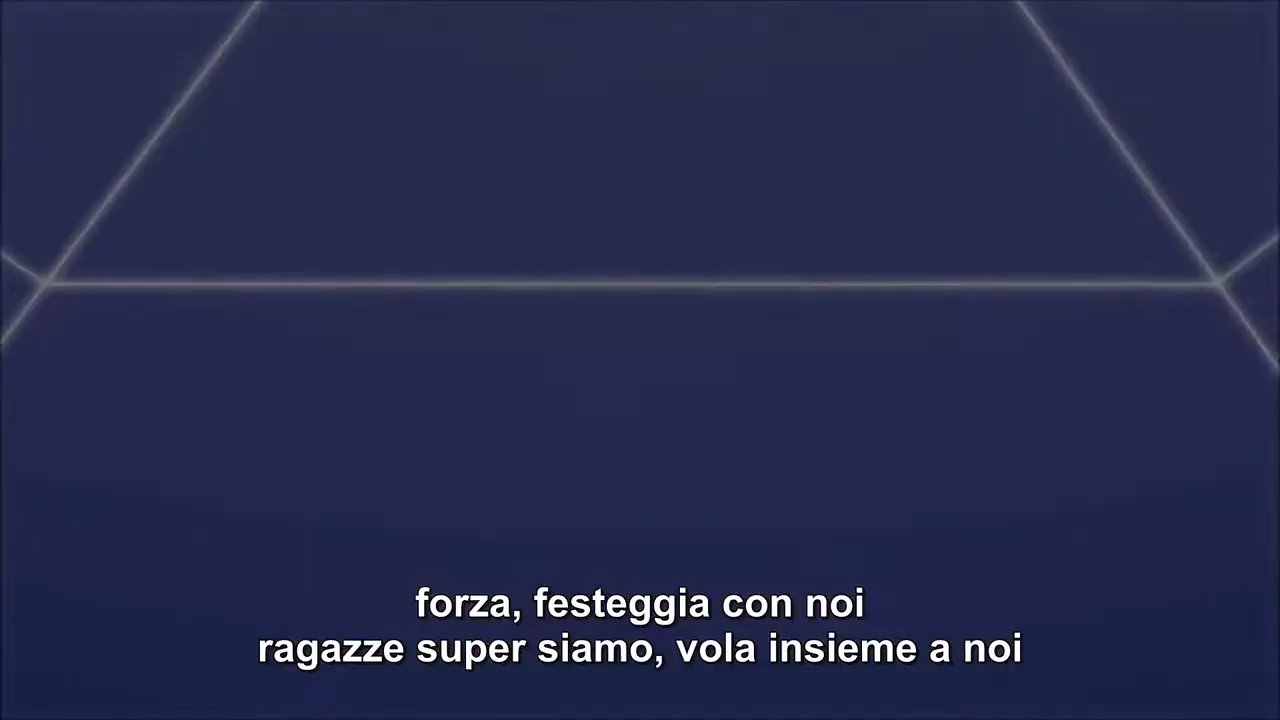 forza, festeggia con noi
ragazze super siamo, vola insieme a noi